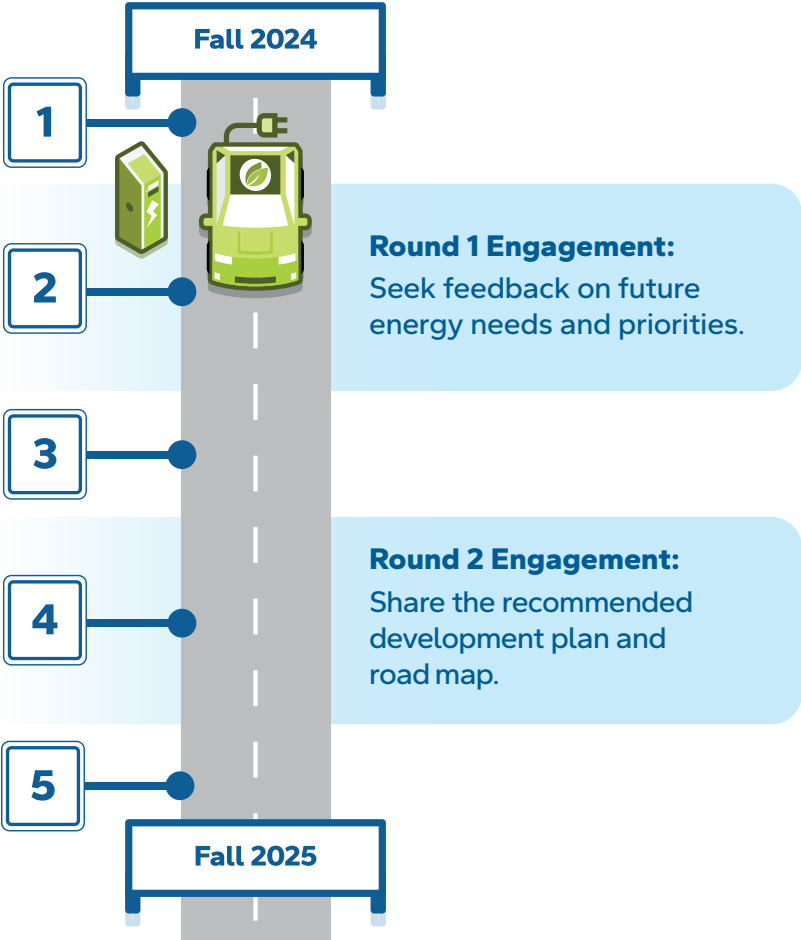 Fall 2024
1
2
Round 1 Engagement:
Seek feedback on future
energy needs and priorities.
3
4
Round 2 Engagement:
Share the recommended
development plan and
road map.
5
Fall 2025